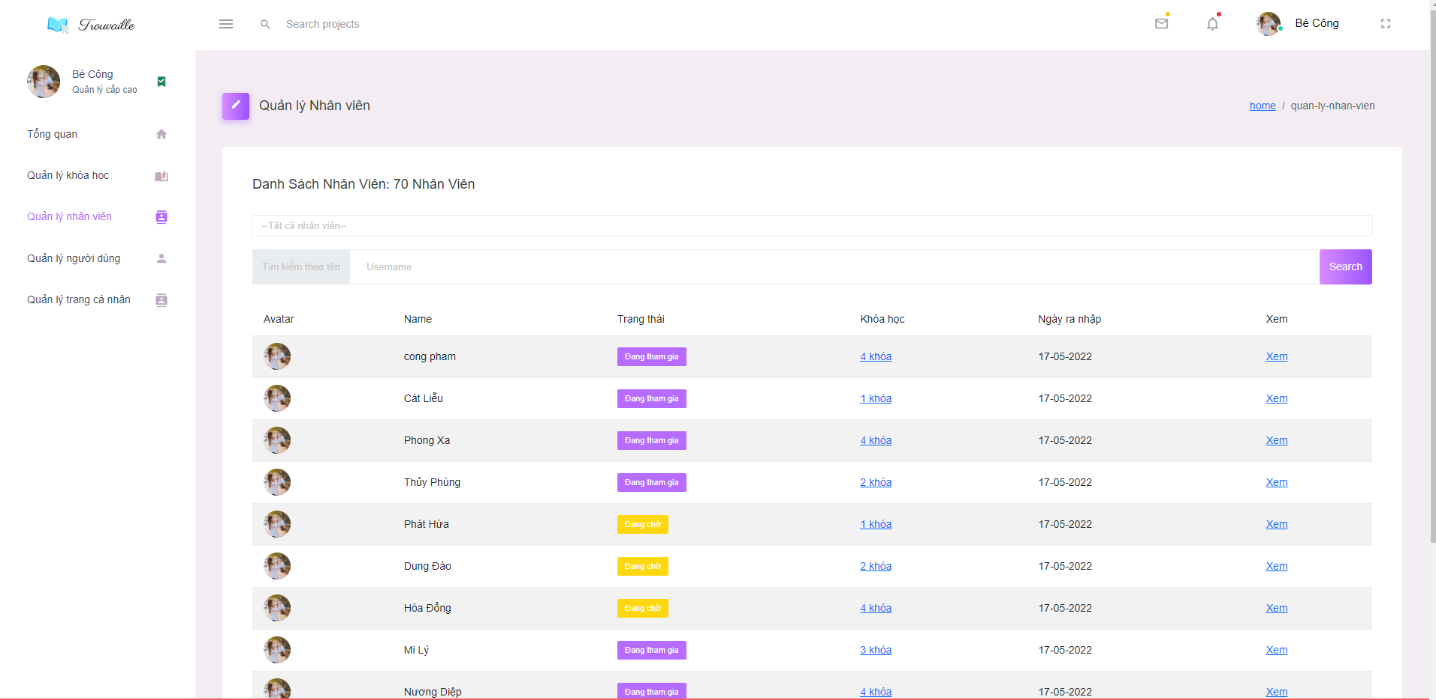 Trouvaille
Search projects
Bé Công
Bé Công
Quản lý cấp cao
Tổng quan
Quản lý khóa học
Quản lý nhân viên
Quản lý người dùng
Quản lý trang cá nhân
Quản lý Nhân viên
home / quan-ly-nhan-vien
Danh Sách Nhân Viên: 70 Nhân Viên
--Tất cả nhân viên--
Tìm kiếm theo tên Username Search
Avatar Name Trạng thái Khóa học Ngày ra nhập Xem
cong pham Đang tham gia 4 khóa 17-05-2022 Xem
Cát Liễu Đang tham gia 1 khóa 17-05-2022 Xem
Phong Xa Đang tham gia 4 khóa 17-05-2022 Xem
Thủy Phùng Đang tham gia 2 khóa 17-05-2022 Xem
Phát Hứa Đang chờ 1 khóa 17-05-2022 Xem
Dung Đào Đang chờ 2 khóa 17-05-2022 Xem
Hòa Đổng Đang chờ 4 khóa 17-05-2022 Xem
Mi Lý Đang tham gia 3 khóa 17-05-2022 Xem
Nương Diệp Đang tham gia 4 khóa 17-05-2022 Xem